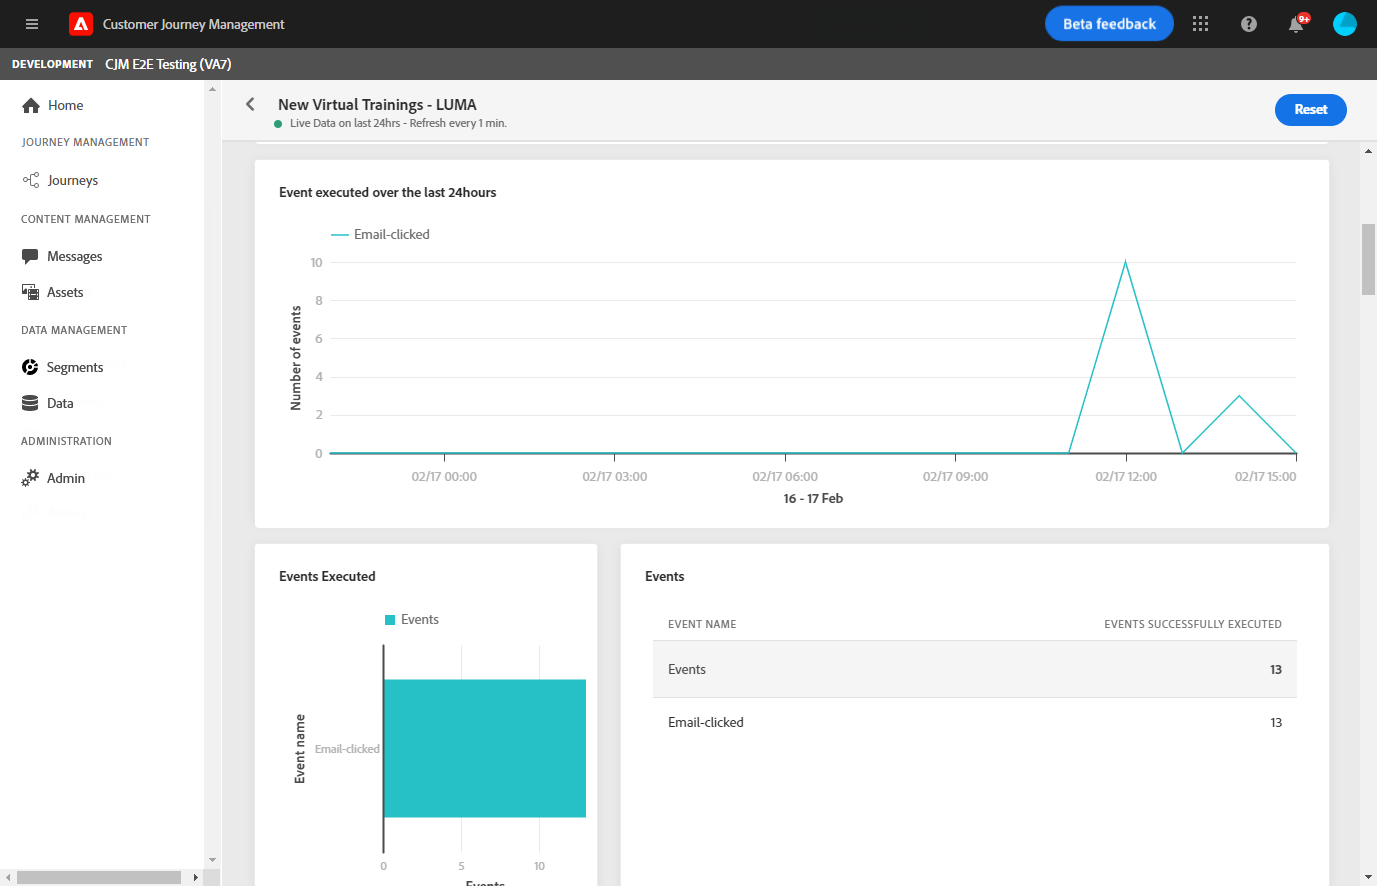 Customer Journey Management
Beta feedback
9+
DEVELOPMENT CJM E2E Testing (VA7)
Home
JOURNEY MANAGEMENT
Journeys
CONTENT MANAGEMENT
Messages
Assets
DATA MANAGEMENT
Segments
Data
ADMINISTRATION
Admin
New Virtual Trainings - LUMA
Live Data on last 24hrs - Refresh every 1 min.
Reset
Event executed over the last 24hours
Email-clicked
Number of events
10
8
6
4
2
0
02/17 00:00 02/17 03:00 02/17 06:00 02/17 09:00 02/17 12:00 02/17 15:00
16 - 17 Feb
Events Executed
Events
Event name
Email-clicked
0 5 10
Events
Events
EVENT NAME EVENTS SUCCESSFULLY EXECUTED
Events 13
Email-clicked 13